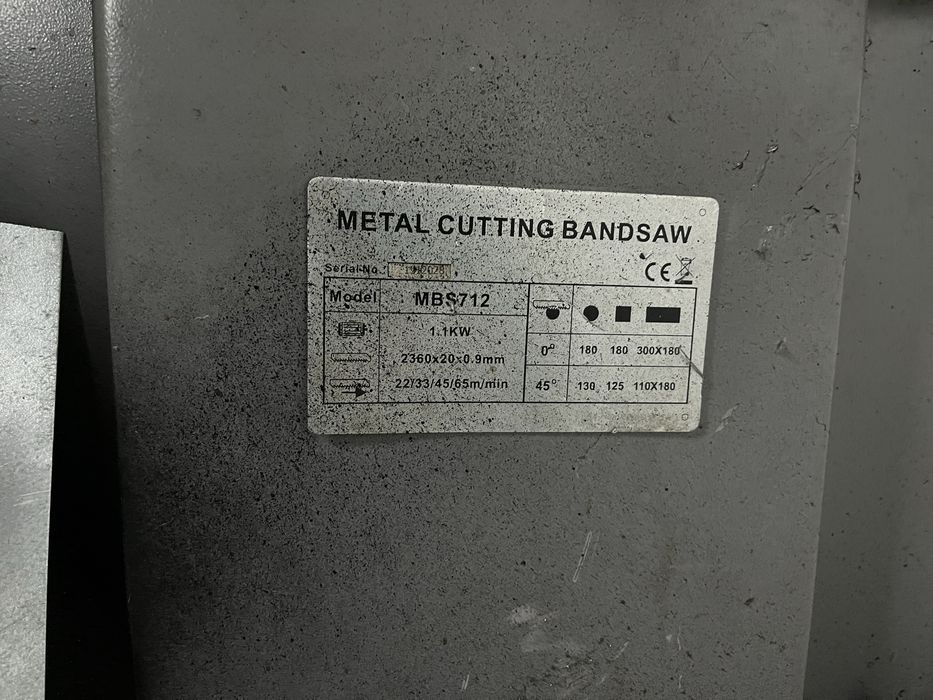 METAL CUTTING BANDSAW
Serial No.
CE
Model MBS712
1.1KW
2360x20x0.9mm
0° 180 180 300X180
22/33/45/65m/min
45° 130 125 110X180